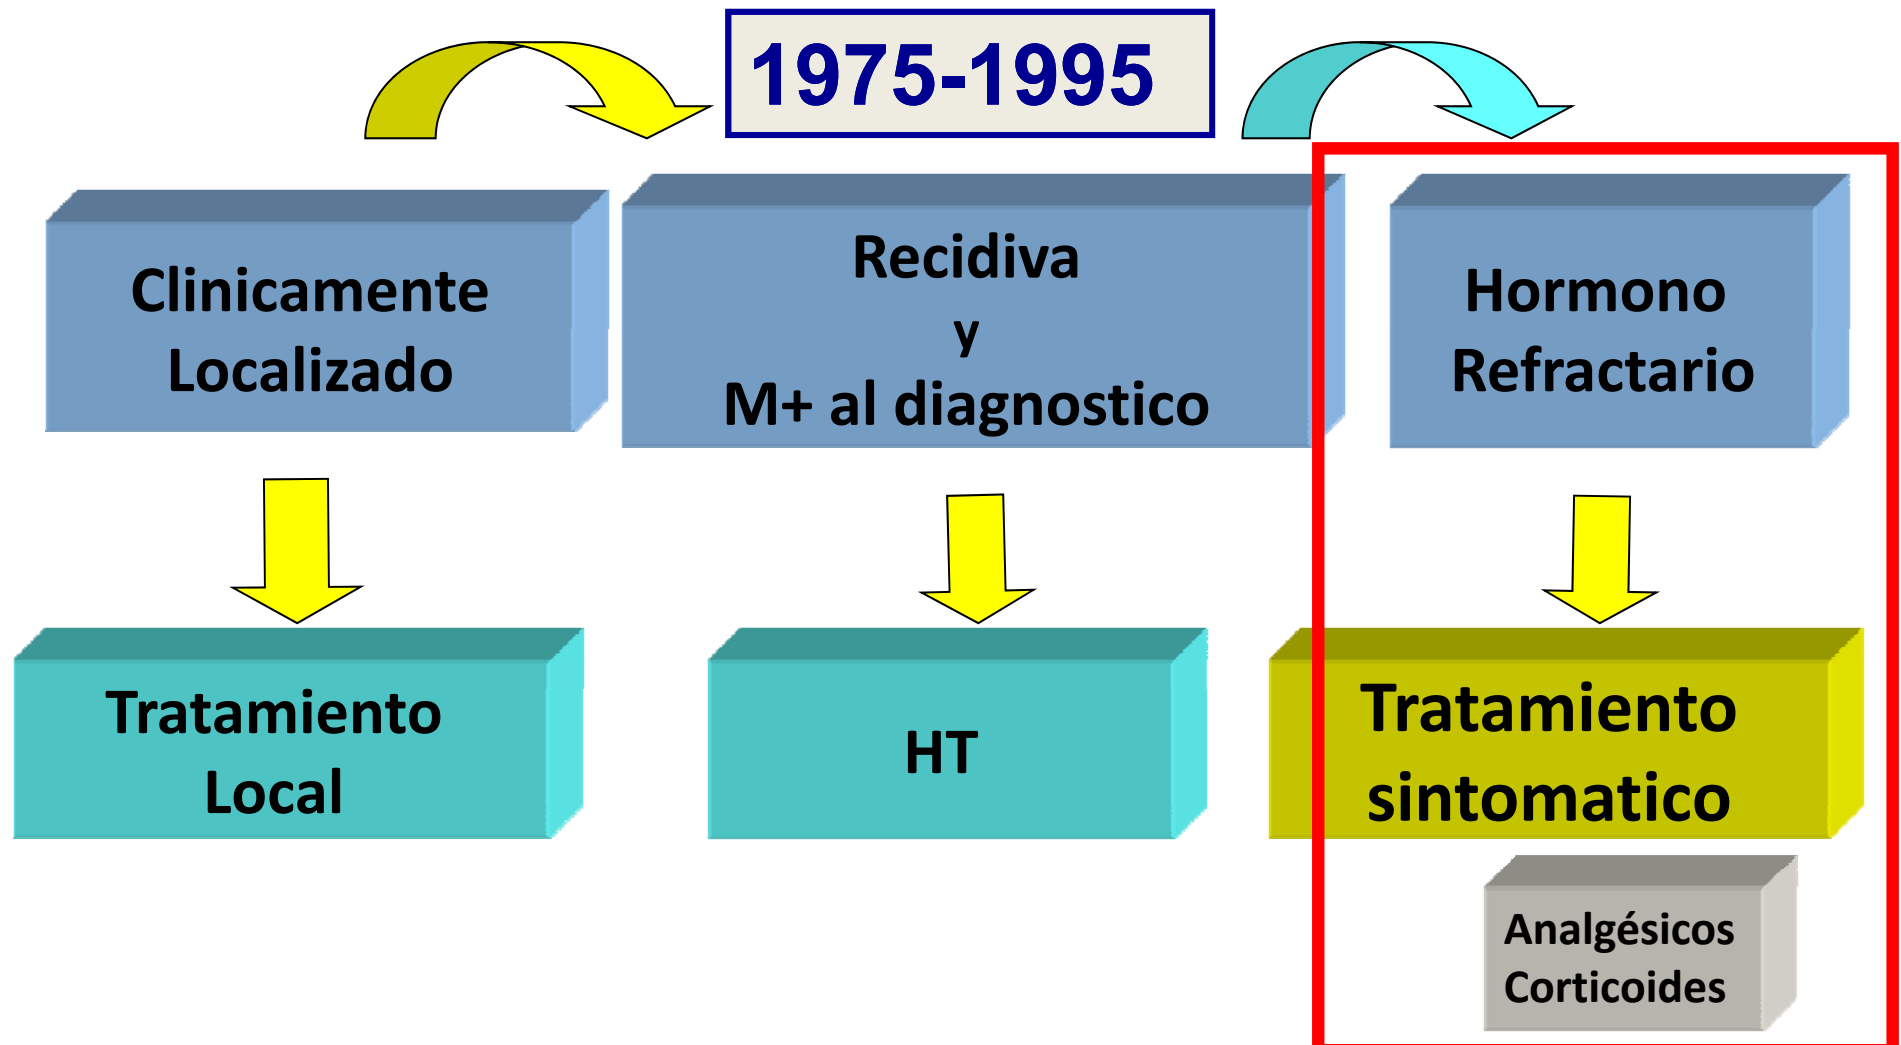 1975-1995
Clinicamente
Localizado
Recidiva
y
M+ al diagnostico
Hormono
Refractario
Tratamiento
Local
HT
Tratamiento
sintomatico
Analgésicos
Corticoides